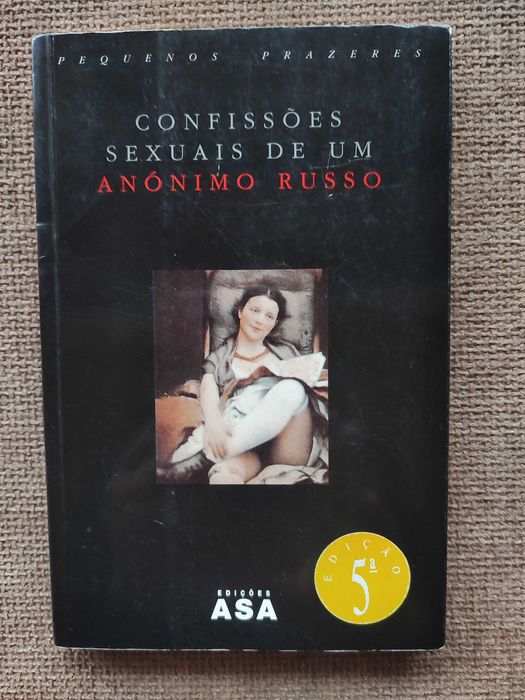 PEQUENOS PRAZERES
CONFISSÕES
SEXUAIS DE UM
ANÓNIMO RUSSO
EDIÇÃO
5ª
EDIÇÕES
ASA